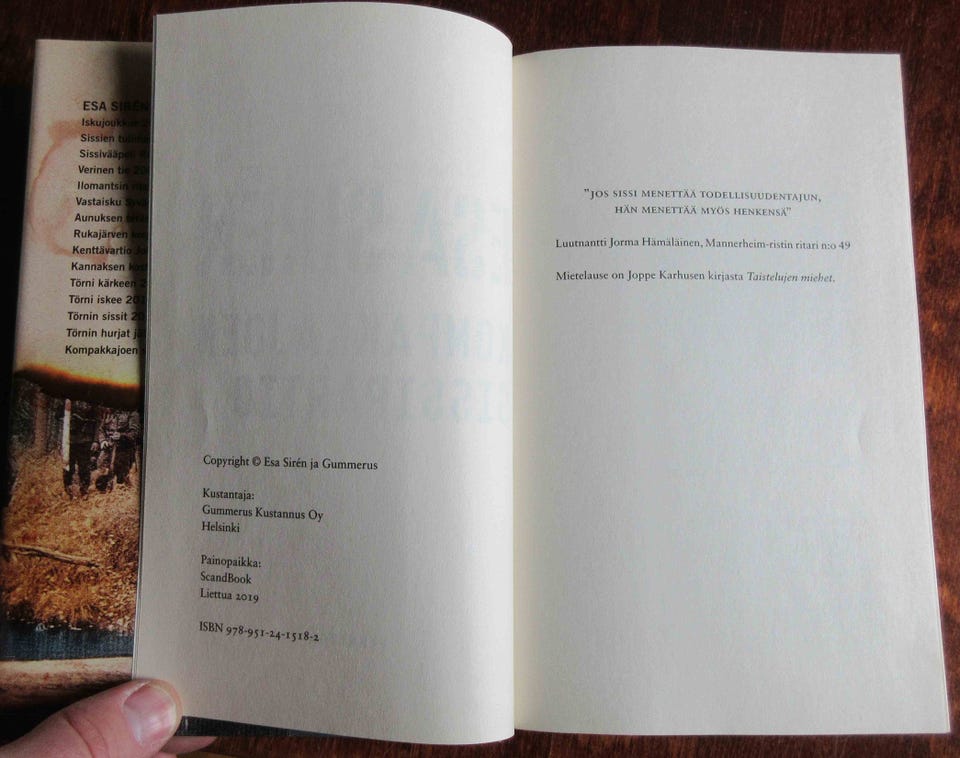 ESA SIRÉN
Iskujoukko
Sissien
Sissivääpeli
Verinen tie
Ilomantsin
Vastaisku
Aunuksen
Rukajärven
Kenttävartio
Kannaksen
Törni kärkeen
Törni iskee
Törnin sissit
Törnin hurjat
Kompakkajoen
Copyright © Esa Sirén ja Gummerus
Kustantaja:
Gummerus Kustannus Oy
Helsinki
Painopaikka:
ScandBook
Liettua 2019
ISBN 978-951-24-1518-2
"JOS SISSI MENETTÄÄ TODELLISUUDENTAJUN,
HÄN MENETTÄÄ MYÖS HENKENSÄ"
Luutnantti Jorma Hämäläinen, Mannerheim-ristin ritari n:o 49
Mietelause on Joppe Karhusen kirjasta Taistelujen miehet.